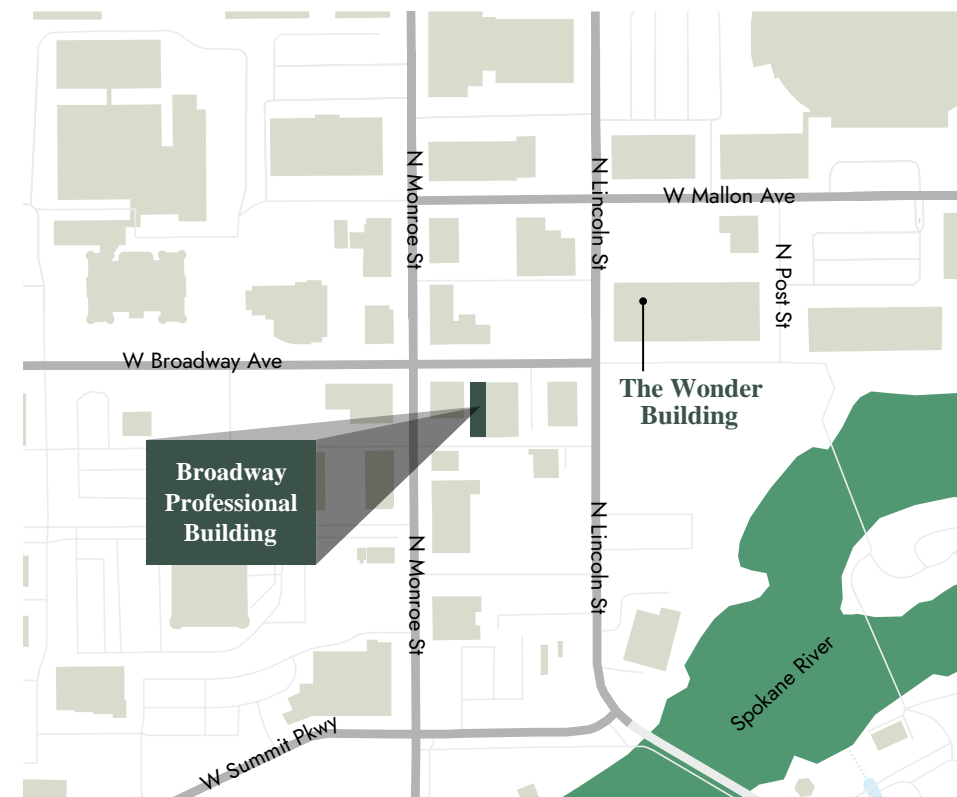 N Monroe St
N Lincoln St
W Mallon Ave
N Post St
W Broadway Ave
The Wonder
Building
Broadway
Professional
Building
N Monroe St
N Lincoln St
Spokane River
W Summit Pkwy